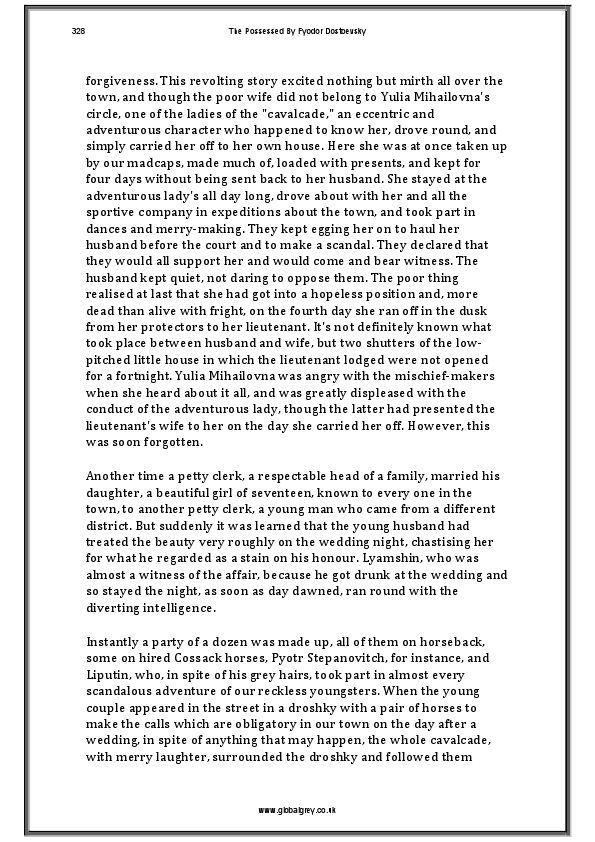 328
The Possessed By Fyodor Dostoevsky
forgiveness. This revolting story excited nothing but mirth all over the
town, and though the poor wife did not belong to Yulia Mihailovna's
circle, one of the ladies of the "cavalcade," an eccentric and
adventurous character who happened to know her, drove round, and
simply carried her off to her own house. Here she was at once taken up
by our madcaps, made much of, loaded with presents, and kept for
four days without being sent back to her husband. She stayed at the
adventurous lady's all day long, drove about with her and all the
sportive company in expeditions about the town, and took part in
dances and merry-making. They kept egging her on to haul her
husband before the court and to make a scandal. They declared that
they would all support her and would come and bear witness. The
husband kept quiet, not daring to oppose them. The poor thing
realised at last that she had got into a hopeless position and, more
dead than alive with fright, on the fourth day she ran off in the dusk
from her protectors to her lieutenant. It's not definitely known what
took place between husband and wife, but two shutters of the low-
pitched little house in which the lieutenant lodged were not opened
for a fortnight. Yulia Mihailovna was angry with the mischief-makers
when she heard about it all, and was greatly displeased with the
conduct of the adventurous lady, though the latter had presented the
lieutenant's wife to her on the day she carried her off. However, this
was soon forgotten.
Another time a petty clerk, a respectable head of a family, married his
daughter, a beautiful girl of seventeen, known to every one in the
town, to another petty clerk, a young man who came from a different
district. But suddenly it was learned that the young husband had
treated the beauty very roughly on the wedding night, chastising her
for what he regarded as a stain on his honour. Lyamshin, who was
almost a witness of the affair, because he got drunk at the wedding and
so stayed the night, as soon as day dawned, ran round with the
diverting intelligence.
Instantly a party of a dozen was made up, all of them on horseback,
some on hired Cossack horses, Pyotr Stepanovitch, for instance, and
Liputin, who, in spite of his grey hairs, took part in almost every
scandalous adventure of our reckless youngsters. When the young
couple appeared in the street in a droshky with a pair of horses to
make the calls which are obligatory in our town on the day after a
wedding, in spite of anything that may happen, the whole cavalcade,
with merry laughter, surrounded the droshky and followed them
www.globalgrey.co.uk